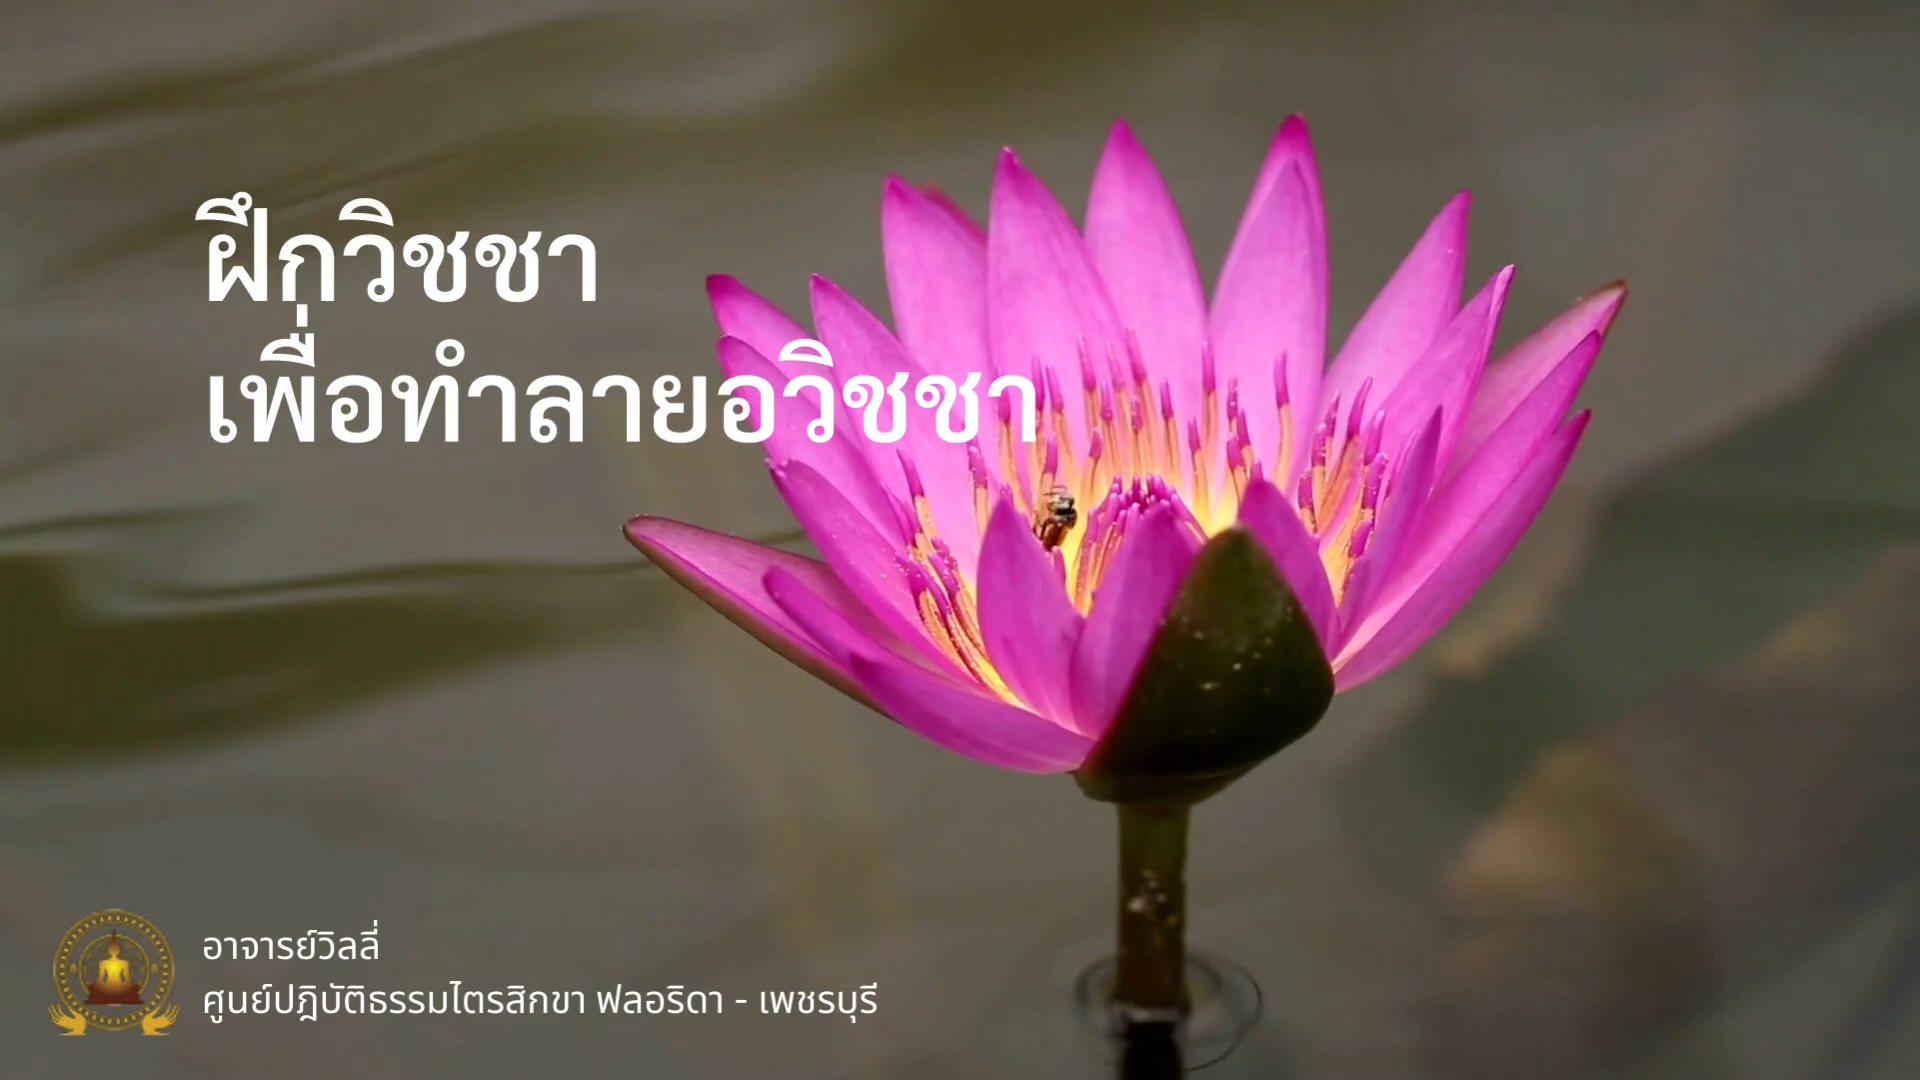 ฝึกวิชชา
เพื่อทำลายอวิชชา
อาจารย์วิลลี่
ศูนย์ปฎิบัติธรรมไตรสิกขา ฟลอริดา - เพชรบุรี